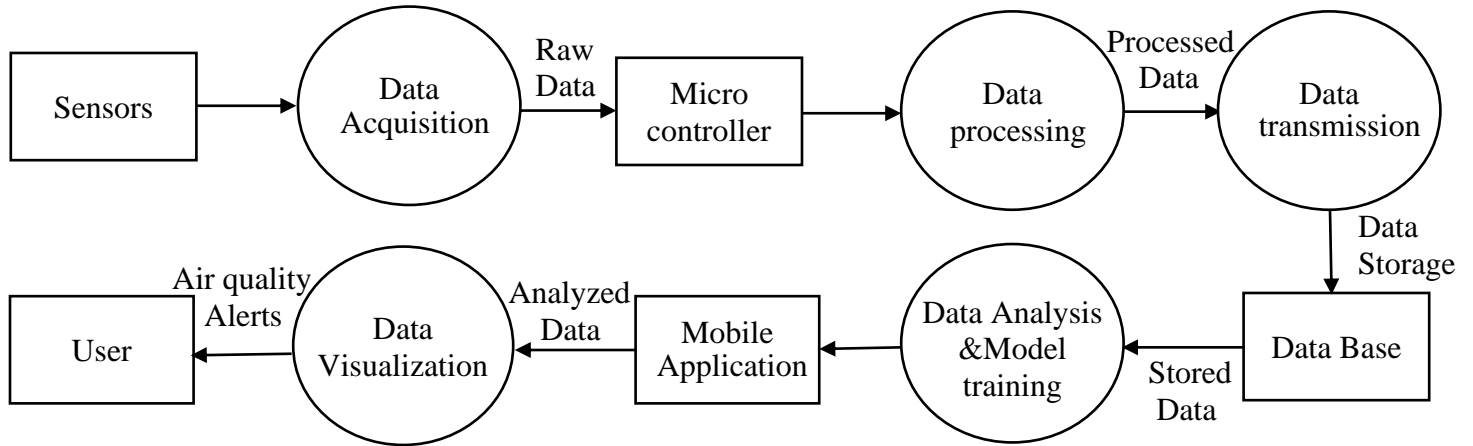 Sensors
Data
Acquisition
Raw
Data
Micro
controller
Data
processing
Processed
Data
Data
transmission
Data
Storage
Data Base
Stored
Data
Data Analysis
&Model
training
Mobile
Application
Analyzed
Data
Data
Visualization
Air quality
Alerts
User